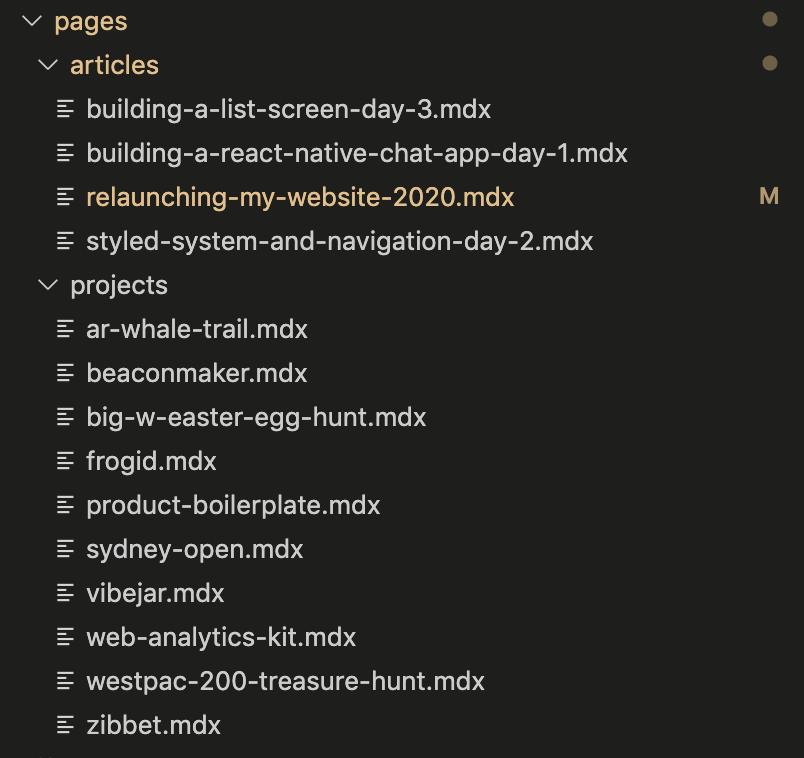 pages
articles
building-a-list-screen-day-3.mdx
building-a-react-native-chat-app-day-1.mdx
relaunching-my-website-2020.mdx M
styled-system-and-navigation-day-2.mdx
projects
ar-whale-trail.mdx
beaconmaker.mdx
big-w-easter-egg-hunt.mdx
frogid.mdx
product-boilerplate.mdx
sydney-open.mdx
vibejar.mdx
web-analytics-kit.mdx
westpac-200-treasure-hunt.mdx
zibbet.mdx